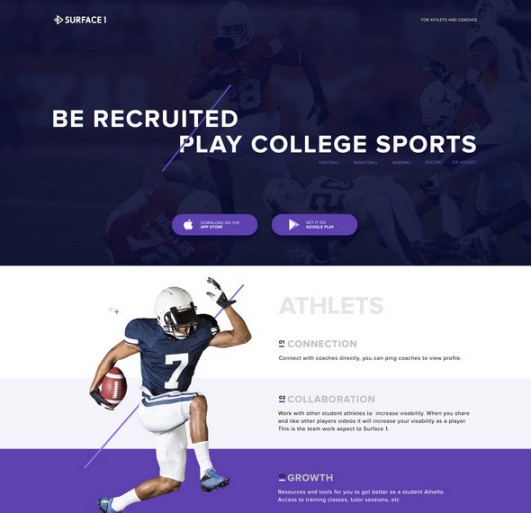 SURFACE 1
FOR ATHLETS AND COACHES
BE RECRUITED
PLAY COLLEGE SPORTS
FOOTBALL BASKETBALL BASEBALL SOCCER ICE HOCKEY
DOWNLOAD ON THE
APP STORE
GET IT ON
GOOGLE PLAY
ATHLETS
01 CONNECTION
Connect with coaches directly, you can ping coaches to view profile.
02 COLLABORATION
Work with other student athletes to increase visability. When you share
and like other players videos it will increase your visability as a player.
This is the team work aspect to Surface 1.
03 GROWTH
Resources and tools for you to get better as a student Athelte.
Access to training classes, tutor sessions, etc
7